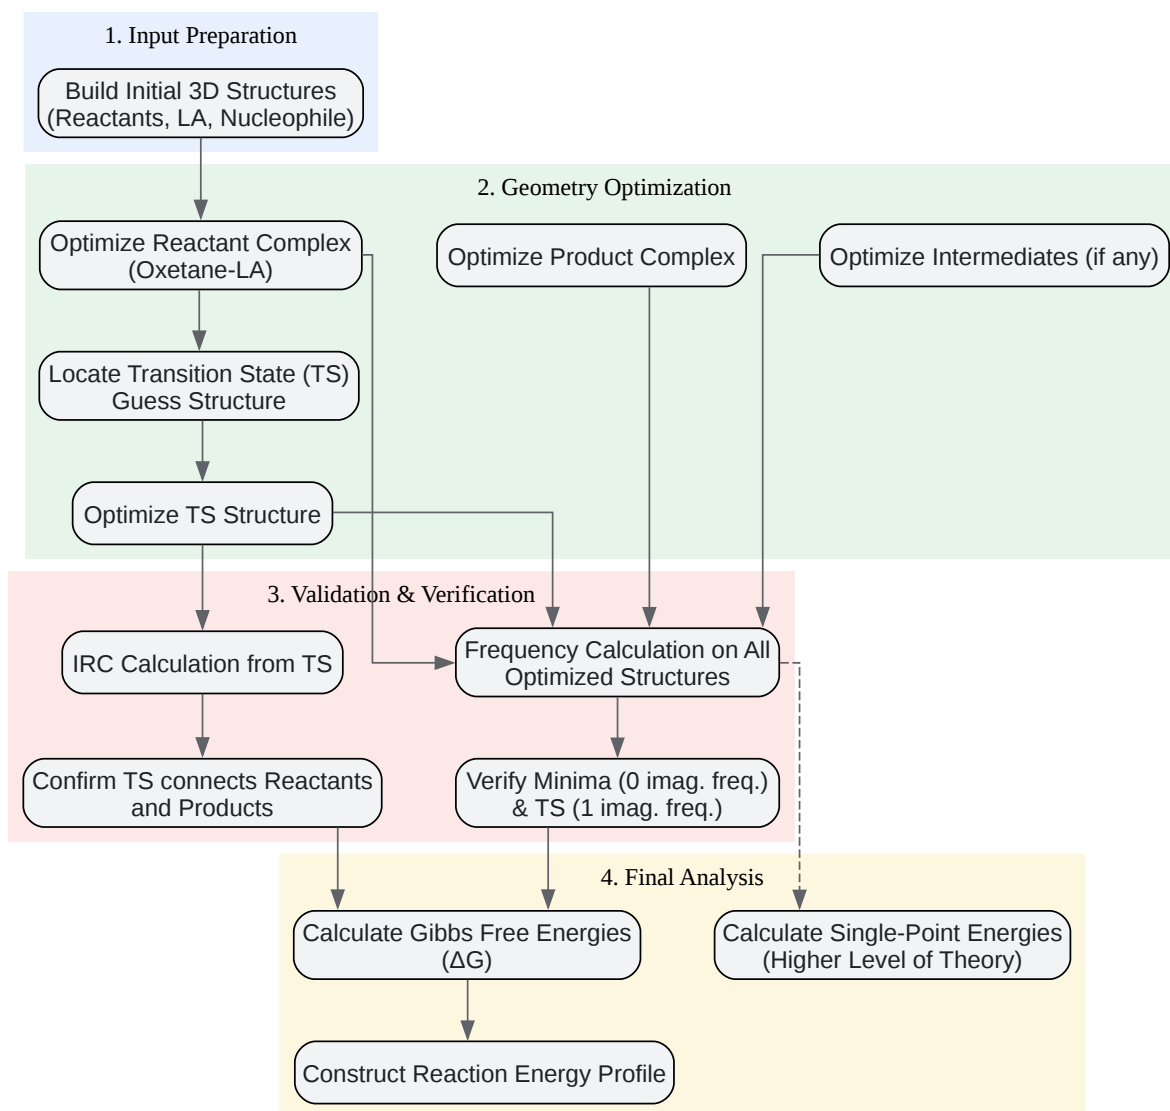 1. Input Preparation
Build Initial 3D Structures
(Reactants, LA, Nucleophile)
2. Geometry Optimization
Optimize Reactant Complex
(Oxetane-LA)
Optimize Product Complex
Optimize Intermediates (if any)
Locate Transition State (TS)
Guess Structure
Optimize TS Structure
3. Validation & Verification
IRC Calculation from TS
Frequency Calculation on All
Optimized Structures
Confirm TS connects Reactants
and Products
Verify Minima (0 imag. freq.)
& TS (1 imag. freq.)
4. Final Analysis
Calculate Gibbs Free Energies
(ΔG)
Calculate Single-Point Energies
(Higher Level of Theory)
Construct Reaction Energy Profile